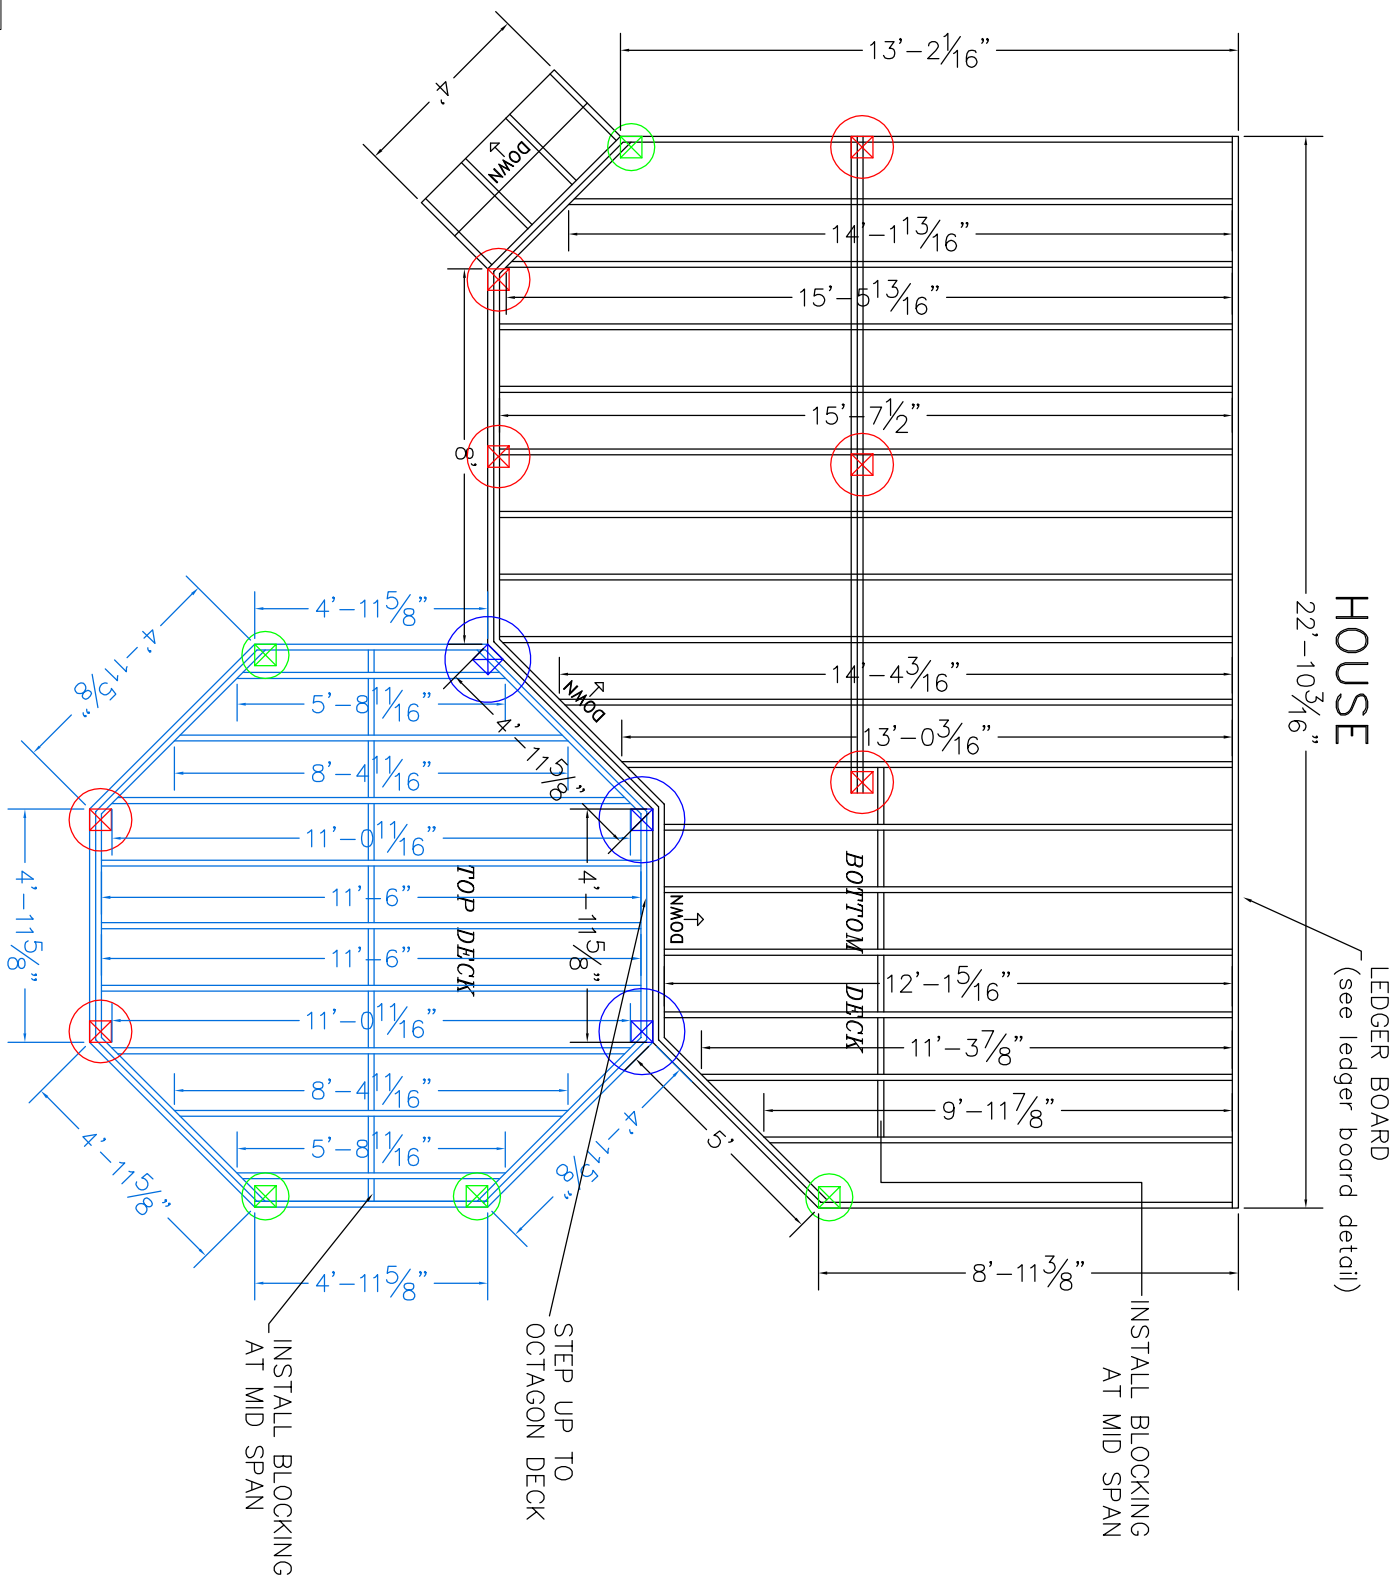 13'-2 1/16"
4'
DOWN
14'-1 13/16"
15'-5 13/16"
15'-7 1/2"
8'
HOUSE
22'-10 3/16"
4'-11 5/8"
4'-11 5/8"
5'-8 11/16"
8'-4 11/16"
11'-0 11/16"
11'-6"
11'-6"
11'-0 11/16"
8'-4 11/16"
5'-8 11/16"
4'-11 5/8"
4'-11 5/8"
4'-11 5/8"
4'-11 5/8"
4'-11 5/8"
4'-11 5/8"
TOP DECK
DOWN
14'-4 3/16"
13'-0 3/16"
DOWN
BOTTOM DECK
12'-1 5/16"
11'-3 7/8"
9'-11 7/8"
5'
8'-11 3/8"
LEDGER BOARD
(see ledger board detail)
INSTALL BLOCKING
AT MID SPAN
STEP UP TO
OCTAGON DECK
INSTALL BLOCKING
AT MID SPAN